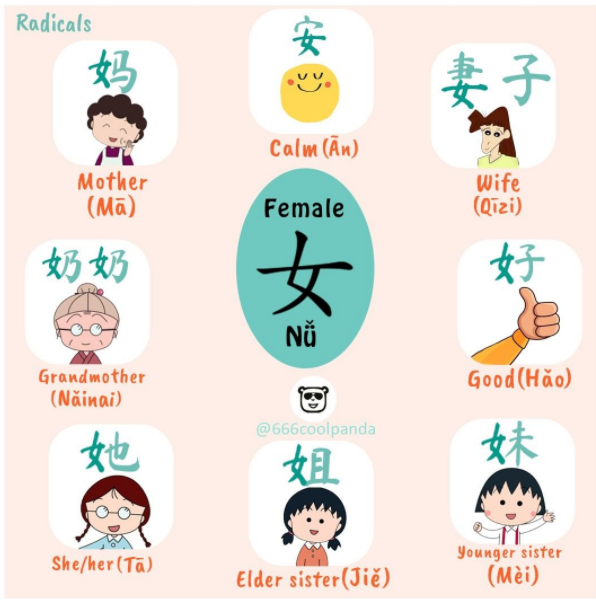 Radicals
妈
Mother
(Mā)
安
Calm (Ān)
妻子
Wife
(Qīzi)
奶奶
Grandmother
(Nǎinai)
Female
女
Nǚ
好
Good(Hǎo)
@666coolpanda
她
She/her(Tā)
姐
Elder sister(Jiě)
妹
Younger sister
(Mèi)